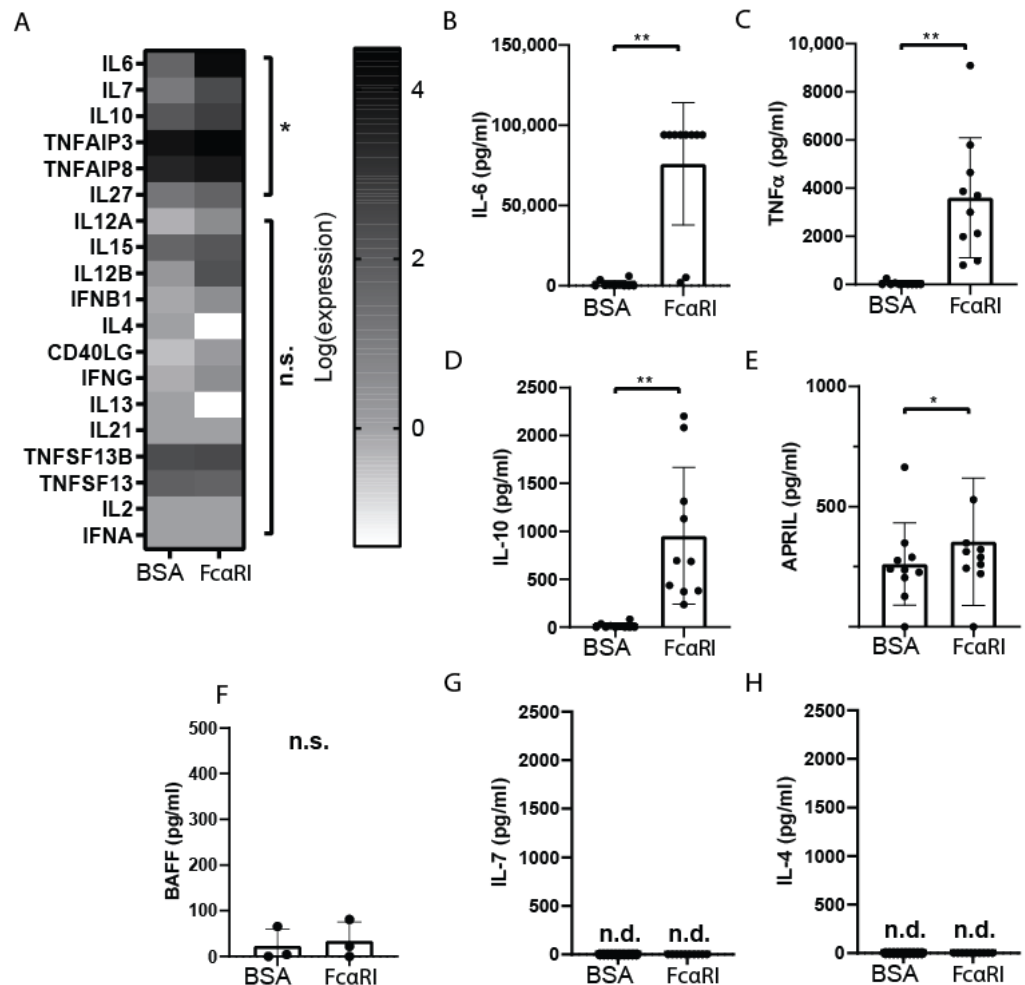 A
IL6
IL7
IL10
TNFAIP3
TNFAIP8
IL27
IL12A
IL15
IL12B
IFNB1
IL4
CD40LG
IFNG
IL13
IL21
TNFSF13B
TNFSF13
IL2
IFNA
BSA FcαRI
*
n.s.
Log(expression)
4
2
0
B
**
IL-6 (pg/ml)
150,000
100,000
50,000
0
BSA FcαRI
C
**
TNFα (pg/ml)
10,000
8000
6000
4000
2000
0
BSA FcαRI
D
**
IL-10 (pg/ml)
2500
2000
1500
1000
500
0
BSA FcαRI
E
*
APRIL (pg/ml)
1000
500
0
BSA FcαRI
F
n.s.
BAFF (pg/ml)
500
400
300
200
100
0
BSA FcαRI
G
IL-7 (pg/ml)
2500
2000
1500
1000
500
0
n.d. n.d.
BSA FcαRI
H
IL-4 (pg/ml)
2500
2000
1500
1000
500
0
n.d. n.d.
BSA FcαRI